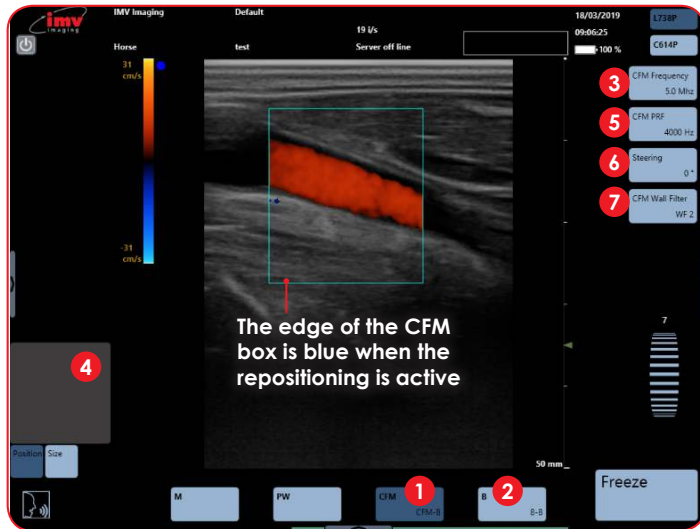 imv
imaging
IMV Imaging
Default
18/03/2019
L738P
19 i/s
09:06:25
100 %
C614P
Horse
test
Server off line
31
cm/s
-31
cm/s
3
CFM Frequency
5.0 Mhz
5
CFM PRF
4000 Hz
6
Steering
0 °
7
CFM Wall Filter
WF 2
The edge of the CFM
box is blue when the
repositioning is active
7
4
Position
Size
50 mm
M
PW
1
CFM
CFM-B
2
B
B-B
Freeze